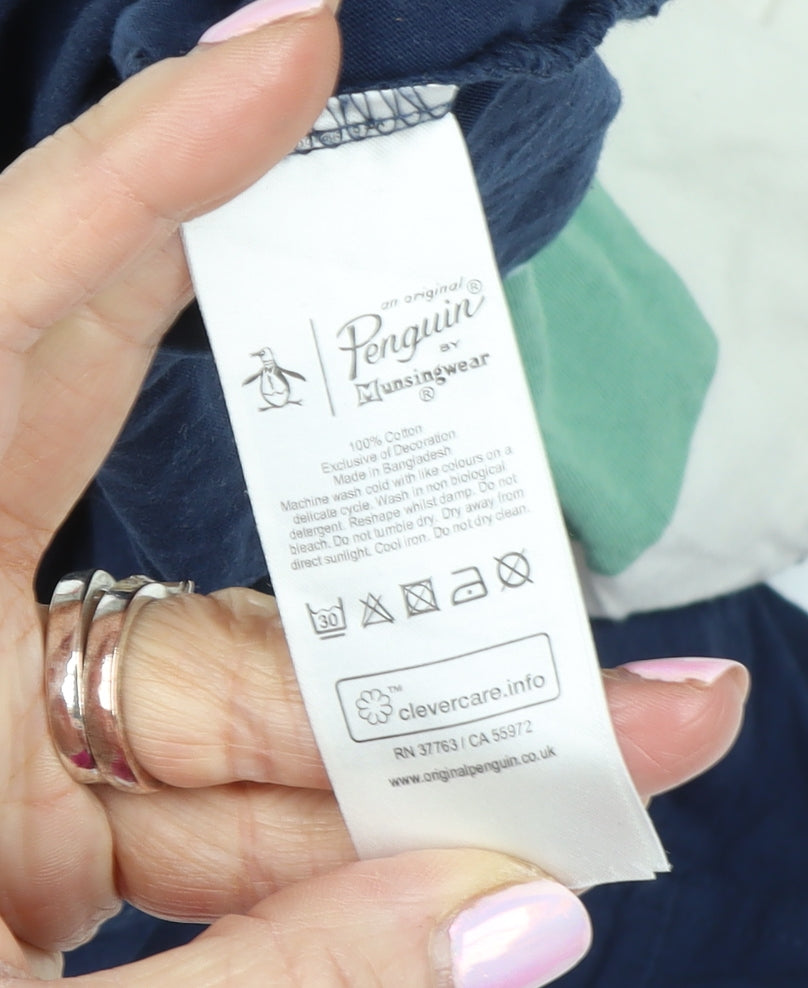 an original®
Penguin
BY
Munsingwear
®
100% Cotton
Exclusive of Decoration
Made in Bangladesh
Machine wash cold with like colours on a
delicate cycle. Wash in non biological
detergent. Reshape whilst damp. Do not
bleach. Do not tumble dry. Dry away from
direct sunlight. Cool iron. Do not dry clean.
30
™
clevercare.info
RN 37763 / CA 55972
www.originalpenguin.co.uk